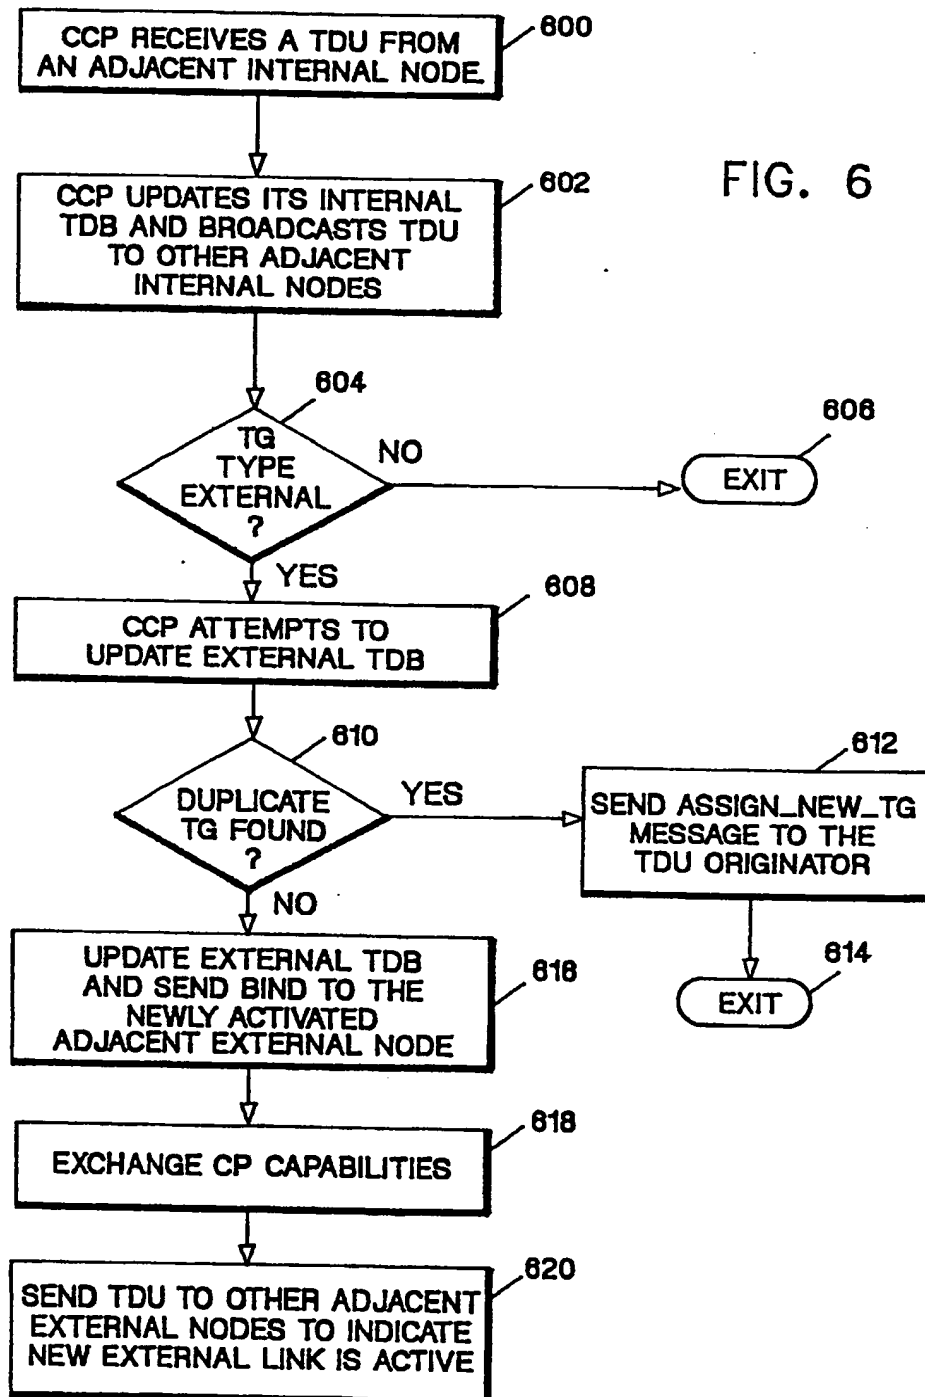 CCP RECEIVES A TDU FROM
AN ADJACENT INTERNAL NODE.
600
FIG. 6
CCP UPDATES ITS INTERNAL
TDB AND BROADCASTS TDU
TO OTHER ADJACENT
INTERNAL NODES
602
604
TG
TYPE
EXTERNAL
?
NO
606
EXIT
YES
608
CCP ATTEMPTS TO
UPDATE EXTERNAL TDB
610
DUPLICATE
TG FOUND
?
YES
612
SEND ASSIGN_NEW_TG
MESSAGE TO THE
TDU ORIGINATOR
614
EXIT
NO
UPDATE EXTERNAL TDB
AND SEND BIND TO THE
NEWLY ACTIVATED
ADJACENT EXTERNAL NODE
616
618
EXCHANGE CP CAPABILITIES
620
SEND TDU TO OTHER ADJACENT
EXTERNAL NODES TO INDICATE
NEW EXTERNAL LINK IS ACTIVE